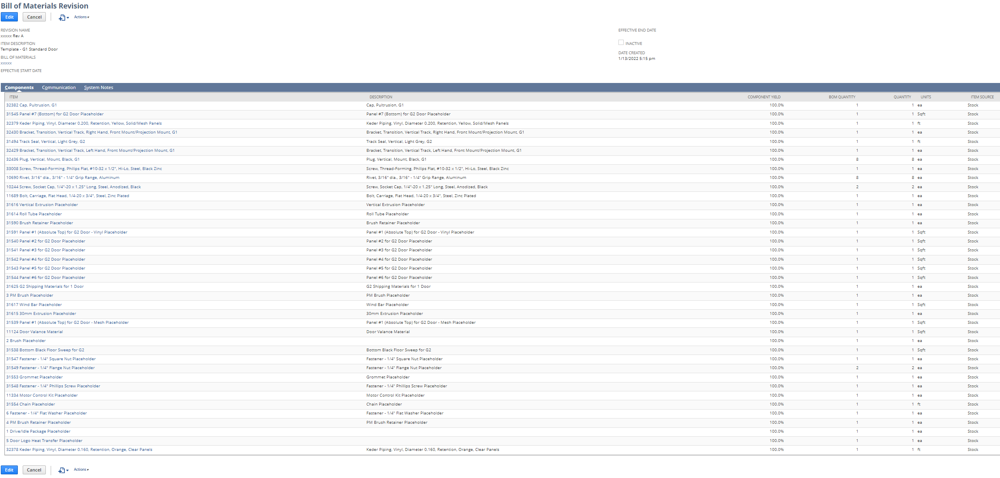 Bill of Materials Revision
Edit Cancel Actions
REVISION NAME
xxxxx Rev A
ITEM DESCRIPTION
Template - G1 Standard Door
BILL OF MATERIALS
xxxxx
EFFECTIVE START DATE
EFFECTIVE END DATE
INACTIVE
DATE CREATED
1/13/2022 5:15 pm
Components Communication System Notes
ITEM DESCRIPTION COMPONENT YIELD BOM QUANTITY QUANTITY UNITS ITEM SOURCE
32382 Cap, Pultrusion, G1 Cap, Pultrusion, G1 100.0% 1 1 ea Stock
31545 Panel #7 (Bottom) for G2 Door Placeholder Panel #7 (Bottom) for G2 Door Placeholder 100.0% 1 1 Sqft Stock
32379 Keder Piping, Vinyl, Diameter 0.200, Retention, Yellow, Solid/Mesh Panels Keder Piping, Vinyl, Diameter 0.200, Retention, Yellow, Solid/Mesh Panels 100.0% 1 1 ft Stock
32430 Bracket, Transition, Vertical Track, Right Hand, Front Mount/Projection Mount, G1 Bracket, Transition, Vertical Track, Right Hand, Front Mount/Projection Mount, G1 100.0% 1 1 ea Stock
31494 Track Seal, Vertical, Light Grey, G2 Track Seal, Vertical, Light Grey, G2 100.0% 1 1 ft Stock
32429 Bracket, Transition, Vertical Track, Left Hand, Front Mount/Projection Mount, G1 Bracket, Transition, Vertical Track, Left Hand, Front Mount/Projection Mount, G1 100.0% 1 1 ea Stock
32436 Plug, Vertical, Mount, Black, G1 Plug, Vertical, Mount, Black, G1 100.0% 8 8 ea Stock
33008 Screw, Thread-Forming, Philips Flat, #10-32 x 1/2", Hi-Lo, Steel, Black Zinc Screw, Thread-Forming, Philips Flat, #10-32 x 1/2", Hi-Lo, Steel, Black Zinc 100.0% 1 1 ea Stock
10690 Rivet, 3/16" dia., 3/16" - 1/4" Grip Range, Aluminum Rivet, 3/16" dia., 3/16" - 1/4" Grip Range, Aluminum 100.0% 8 8 ea Stock
10244 Screw, Socket Cap, 1/4"-20 x 1.25" Long, Steel, Anodized, Black Screw, Socket Cap, 1/4"-20 x 1.25" Long, Steel, Anodized, Black 100.0% 2 2 ea Stock
11689 Bolt, Carriage, Flat Head, 1/4-20 x 3/4", Steel, Zinc Plated Bolt, Carriage, Flat Head, 1/4-20 x 3/4", Steel, Zinc Plated 100.0% 1 1 ea Stock
31616 Vertical Extrusion Placeholder Vertical Extrusion Placeholder 100.0% 1 1 ea Stock
31614 Roll Tube Placeholder Roll Tube Placeholder 100.0% 1 1 ea Stock
31590 Brush Retainer Placeholder Brush Retainer Placeholder 100.0% 1 1 ea Stock
31591 Panel #1 (Absolute Top) for G2 Door - Vinyl Placeholder Panel #1 (Absolute Top) for G2 Door - Vinyl Placeholder 100.0% 1 1 Sqft Stock
31540 Panel #2 for G2 Door Placeholder Panel #2 for G2 Door Placeholder 100.0% 1 1 Sqft Stock
31541 Panel #3 for G2 Door Placeholder Panel #3 for G2 Door Placeholder 100.0% 1 1 Sqft Stock
31542 Panel #4 for G2 Door Placeholder Panel #4 for G2 Door Placeholder 100.0% 1 1 Sqft Stock
31543 Panel #5 for G2 Door Placeholder Panel #5 for G2 Door Placeholder 100.0% 1 1 Sqft Stock
31544 Panel #6 for G2 Door Placeholder Panel #6 for G2 Door Placeholder 100.0% 1 1 Sqft Stock
31625 G2 Shipping Materials for 1 Door G2 Shipping Materials for 1 Door 100.0% 1 1 ea Stock
3 PM Brush Placeholder PM Brush Placeholder 100.0% 1 1 ea Stock
31617 Wind Bar Placeholder Wind Bar Placeholder 100.0% 1 1 Sqft Stock
31615 30mm Extrusion Placeholder 30mm Extrusion Placeholder 100.0% 1 1 ea Stock
31539 Panel #1 (Absolute Top) for G2 Door - Mesh Placeholder Panel #1 (Absolute Top) for G2 Door - Mesh Placeholder 100.0% 1 1 Sqft Stock
11124 Door Valance Material Door Valance Material 100.0% 1 1 Sqft Stock
2 Brush Placeholder 100.0% 1 1 ea Stock
31538 Bottom Black Floor Sweep for G2 Bottom Black Floor Sweep for G2 100.0% 1 1 Sqft Stock
31547 Fastener - 1/4" Square Nut Placeholder Fastener - 1/4" Square Nut Placeholder 100.0% 1 1 ea Stock
31549 Fastener - 1/4" Flange Nut Placeholder Fastener - 1/4" Flange Nut Placeholder 100.0% 2 2 ea Stock
31553 Grommet Placeholder Grommet Placeholder 100.0% 1 1 ea Stock
31548 Fastener - 1/4" Phillips Screw Placeholder Fastener - 1/4" Phillips Screw Placeholder 100.0% 1 1 ea Stock
11334 Motor Control Kit Placeholder Motor Control Kit Placeholder 100.0% 1 1 ea Stock
31554 Chain Placeholder Chain Placeholder 100.0% 1 1 ft Stock
6 Fastener - 1/4" Flat Washer Placeholder Fastener - 1/4" Flat Washer Placeholder 100.0% 1 1 ea Stock
4 PM Brush Retainer Placeholder PM Brush Retainer Placeholder 100.0% 1 1 ea Stock
1 Drive/Idle Package Placeholder 100.0% 1 1 ea Stock
5 Door Logo Heat Transfer Placeholder 100.0% 1 1 ea Stock
32378 Keder Piping, Vinyl, Diameter 0.160, Retention, Orange, Clear Panels Keder Piping, Vinyl, Diameter 0.160, Retention, Orange, Clear Panels 100.0% 1 1 ft Stock
Edit Cancel Actions